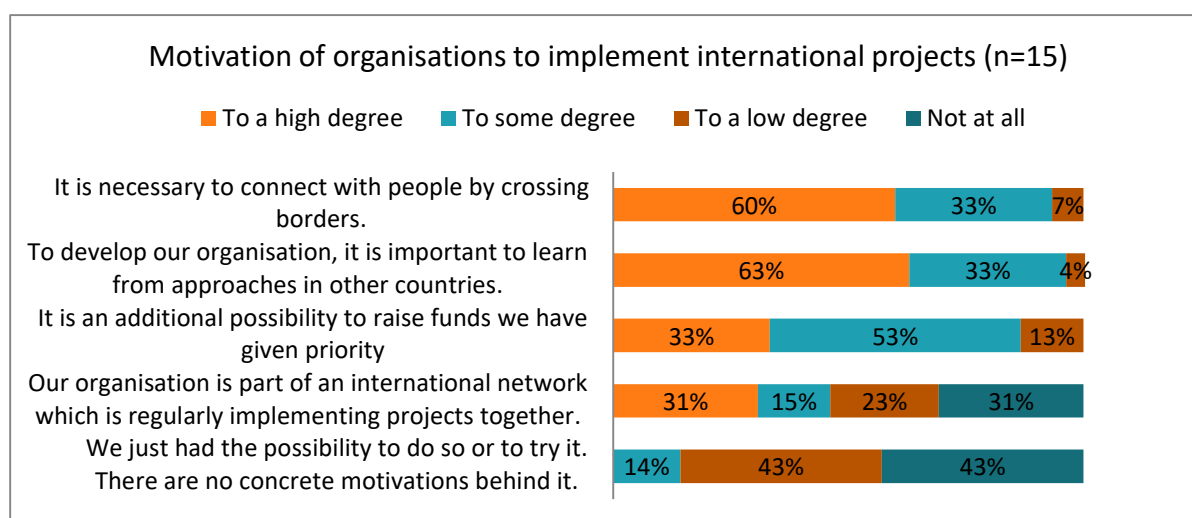 Motivation of organisations to implement international projects (n=15)
To a high degree To some degree To a low degree Not at all
It is necessary to connect with people by crossing
borders.
60% 33% 7%
To develop our organisation, it is important to learn
from approaches in other countries.
63% 33% 4%
It is an additional possibility to raise funds we have
given priority
33% 53% 13%
Our organisation is part of an international network
which is regularly implementing projects together.
31% 15% 23% 31%
We just had the possibility to do so or to try it.
There are no concrete motivations behind it.
14% 43% 43%